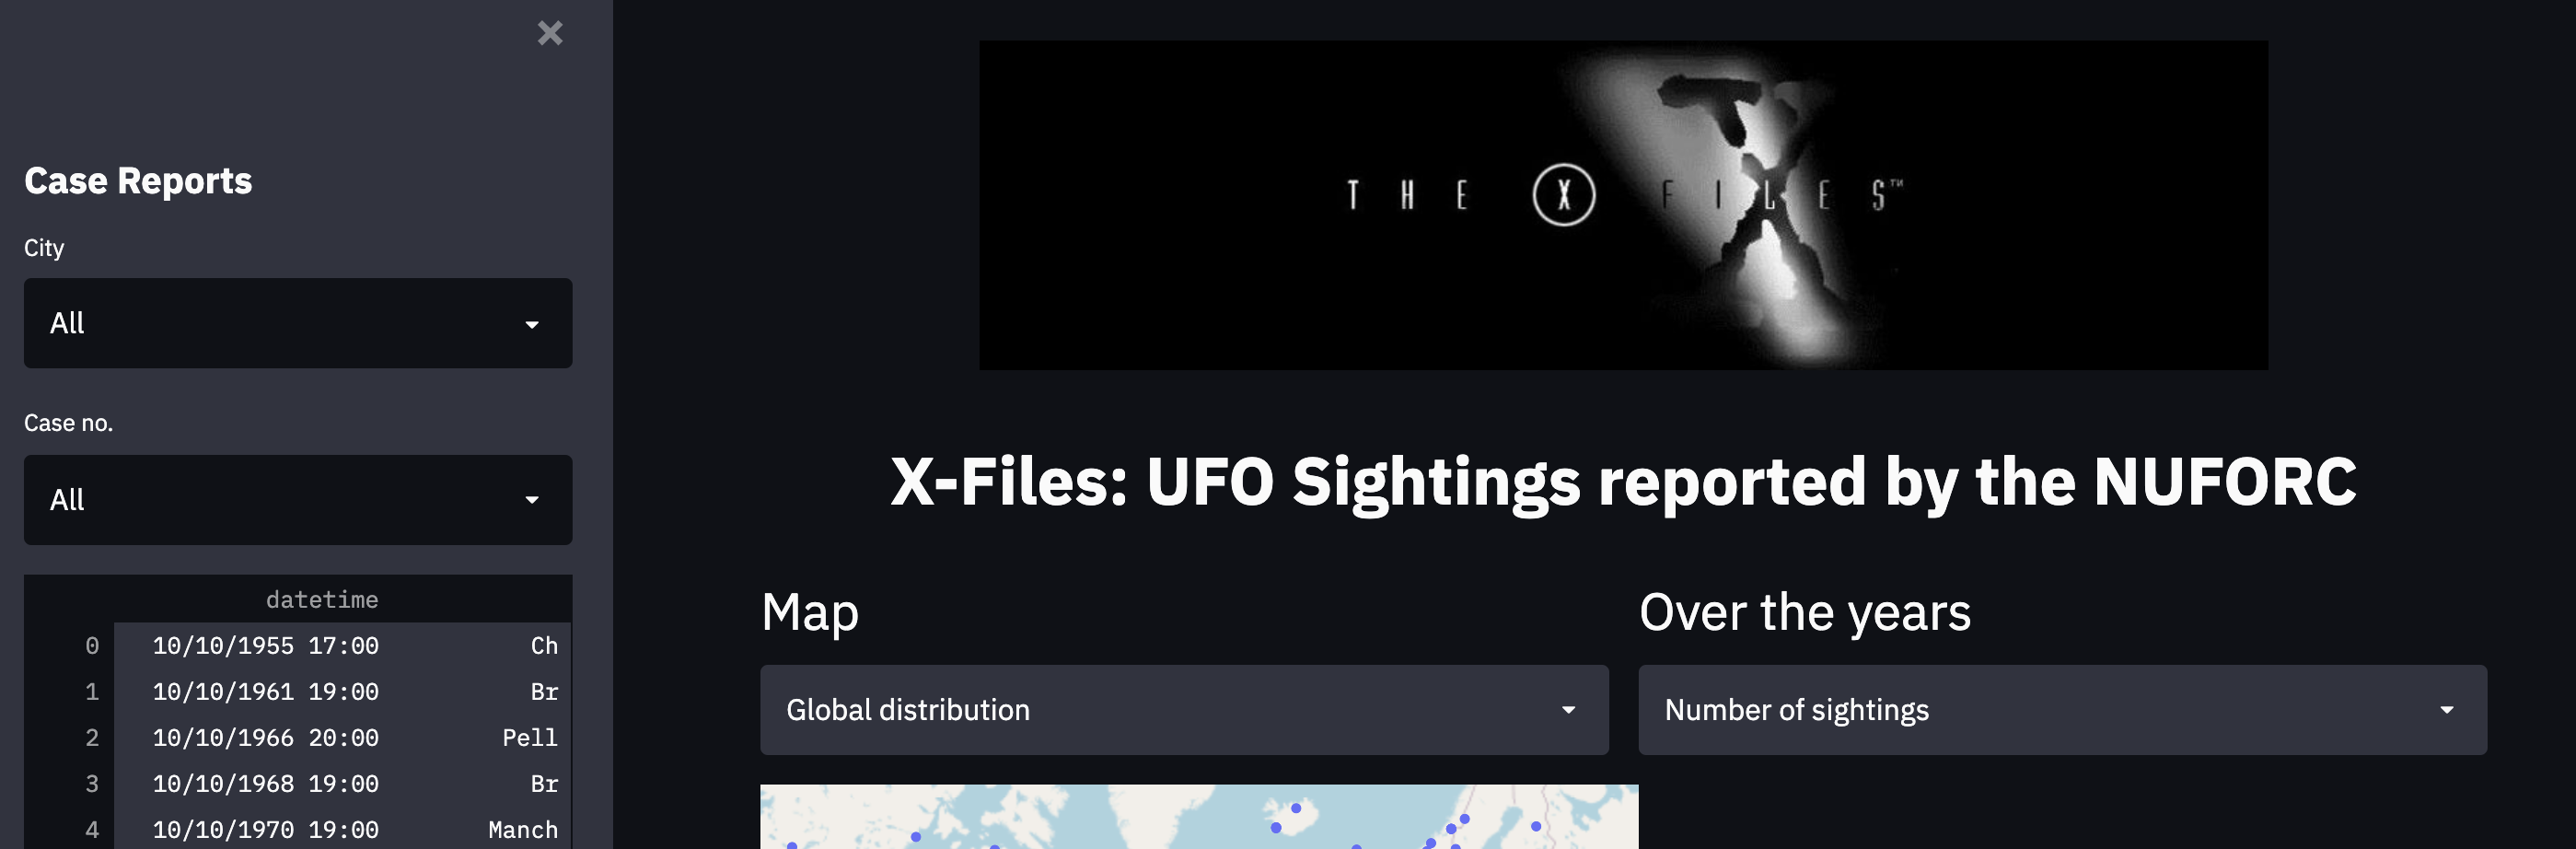 Case Reports
City
All
Case no.
All
datetime
0 10/10/1955 17:00 Ch
1 10/10/1961 19:00 Br
2 10/10/1966 20:00 Pell
3 10/10/1968 19:00 Br
4 10/10/1970 19:00 Manch
THE X FILES™
X-Files: UFO Sightings reported by the NUFORC
Map
Global distribution
Over the years
Number of sightings